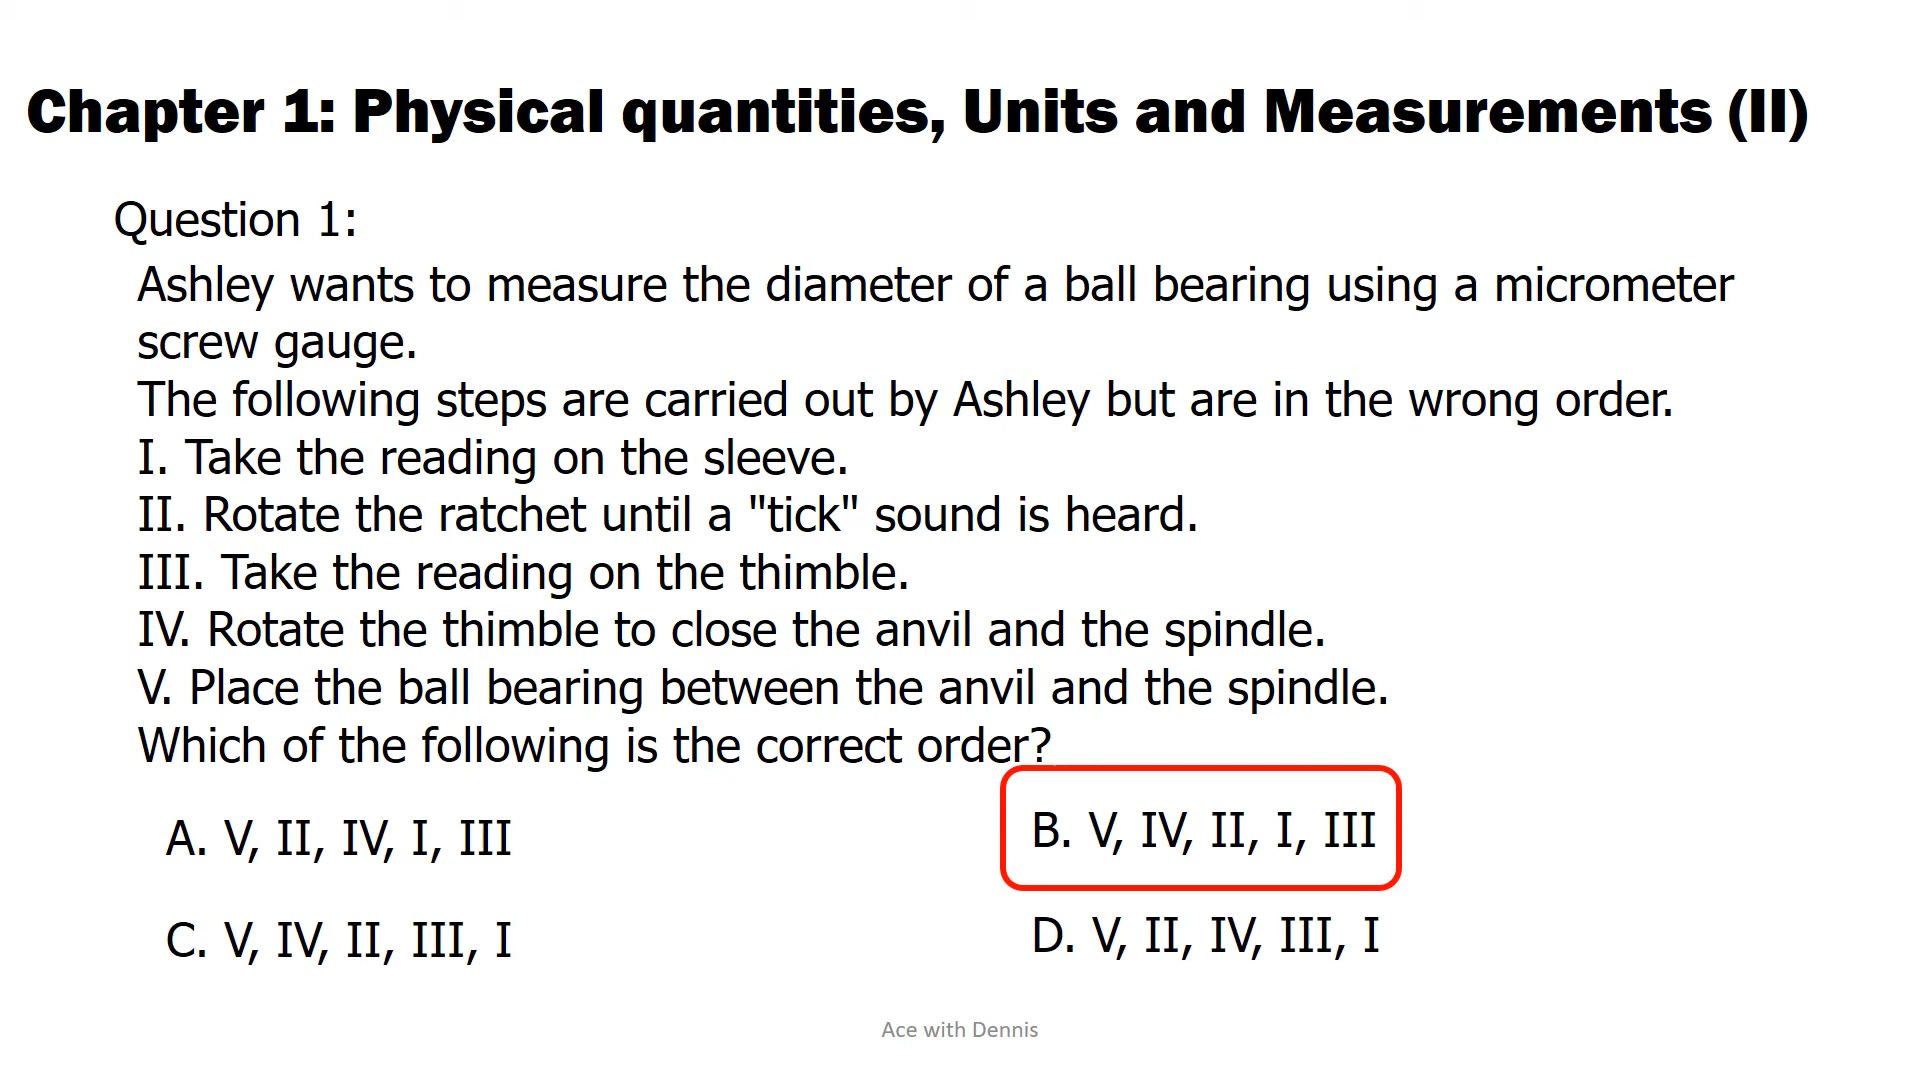 Chapter 1: Physical quantities, Units and Measurements (II)
Question 1:
Ashley wants to measure the diameter of a ball bearing using a micrometer
screw gauge.
The following steps are carried out by Ashley but are in the wrong order.
I. Take the reading on the sleeve.
II. Rotate the ratchet until a "tick" sound is heard.
III. Take the reading on the thimble.
IV. Rotate the thimble to close the anvil and the spindle.
V. Place the ball bearing between the anvil and the spindle.
Which of the following is the correct order?
A. V, II, IV, I, III
B. V, IV, II, I, III
C. V, IV, II, III, I
D. V, II, IV, III, I
Ace with Dennis